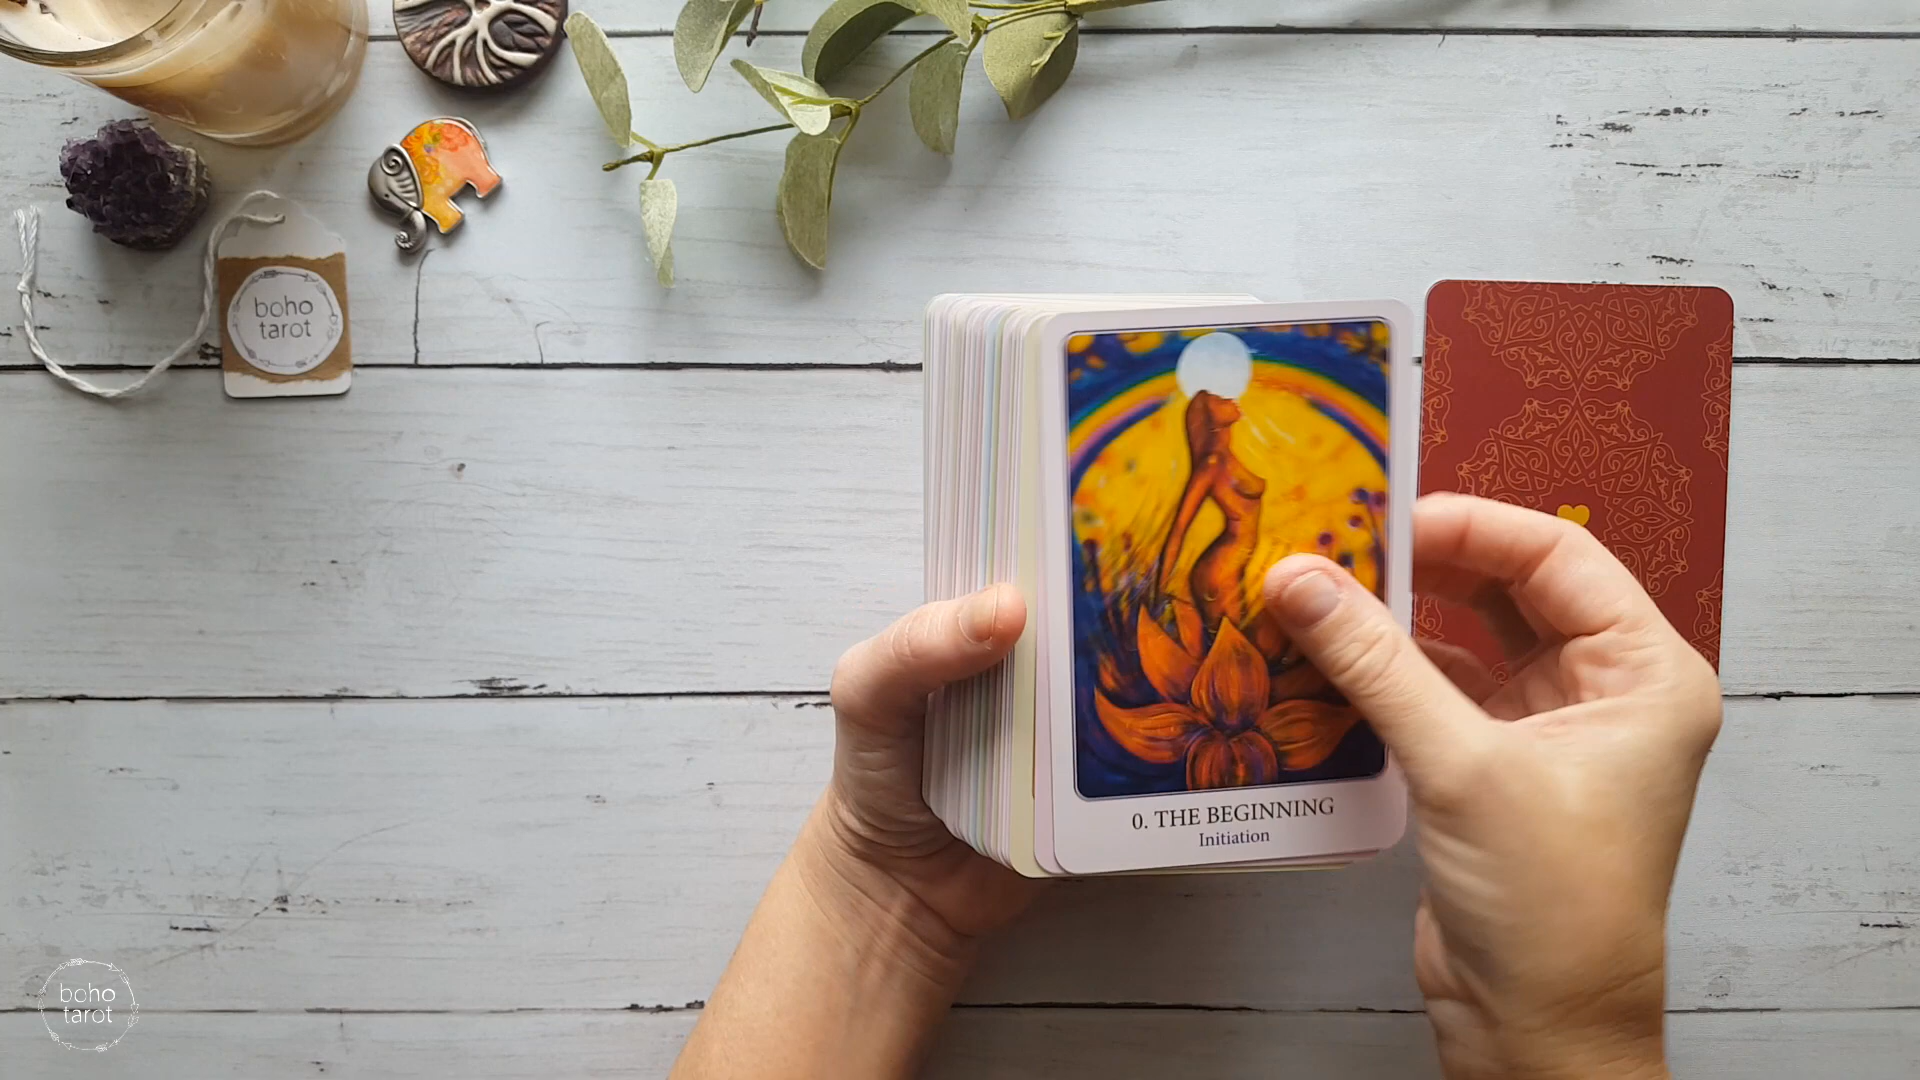 boho
tarot
0. THE BEGINNING
Initiation
boho
tarot